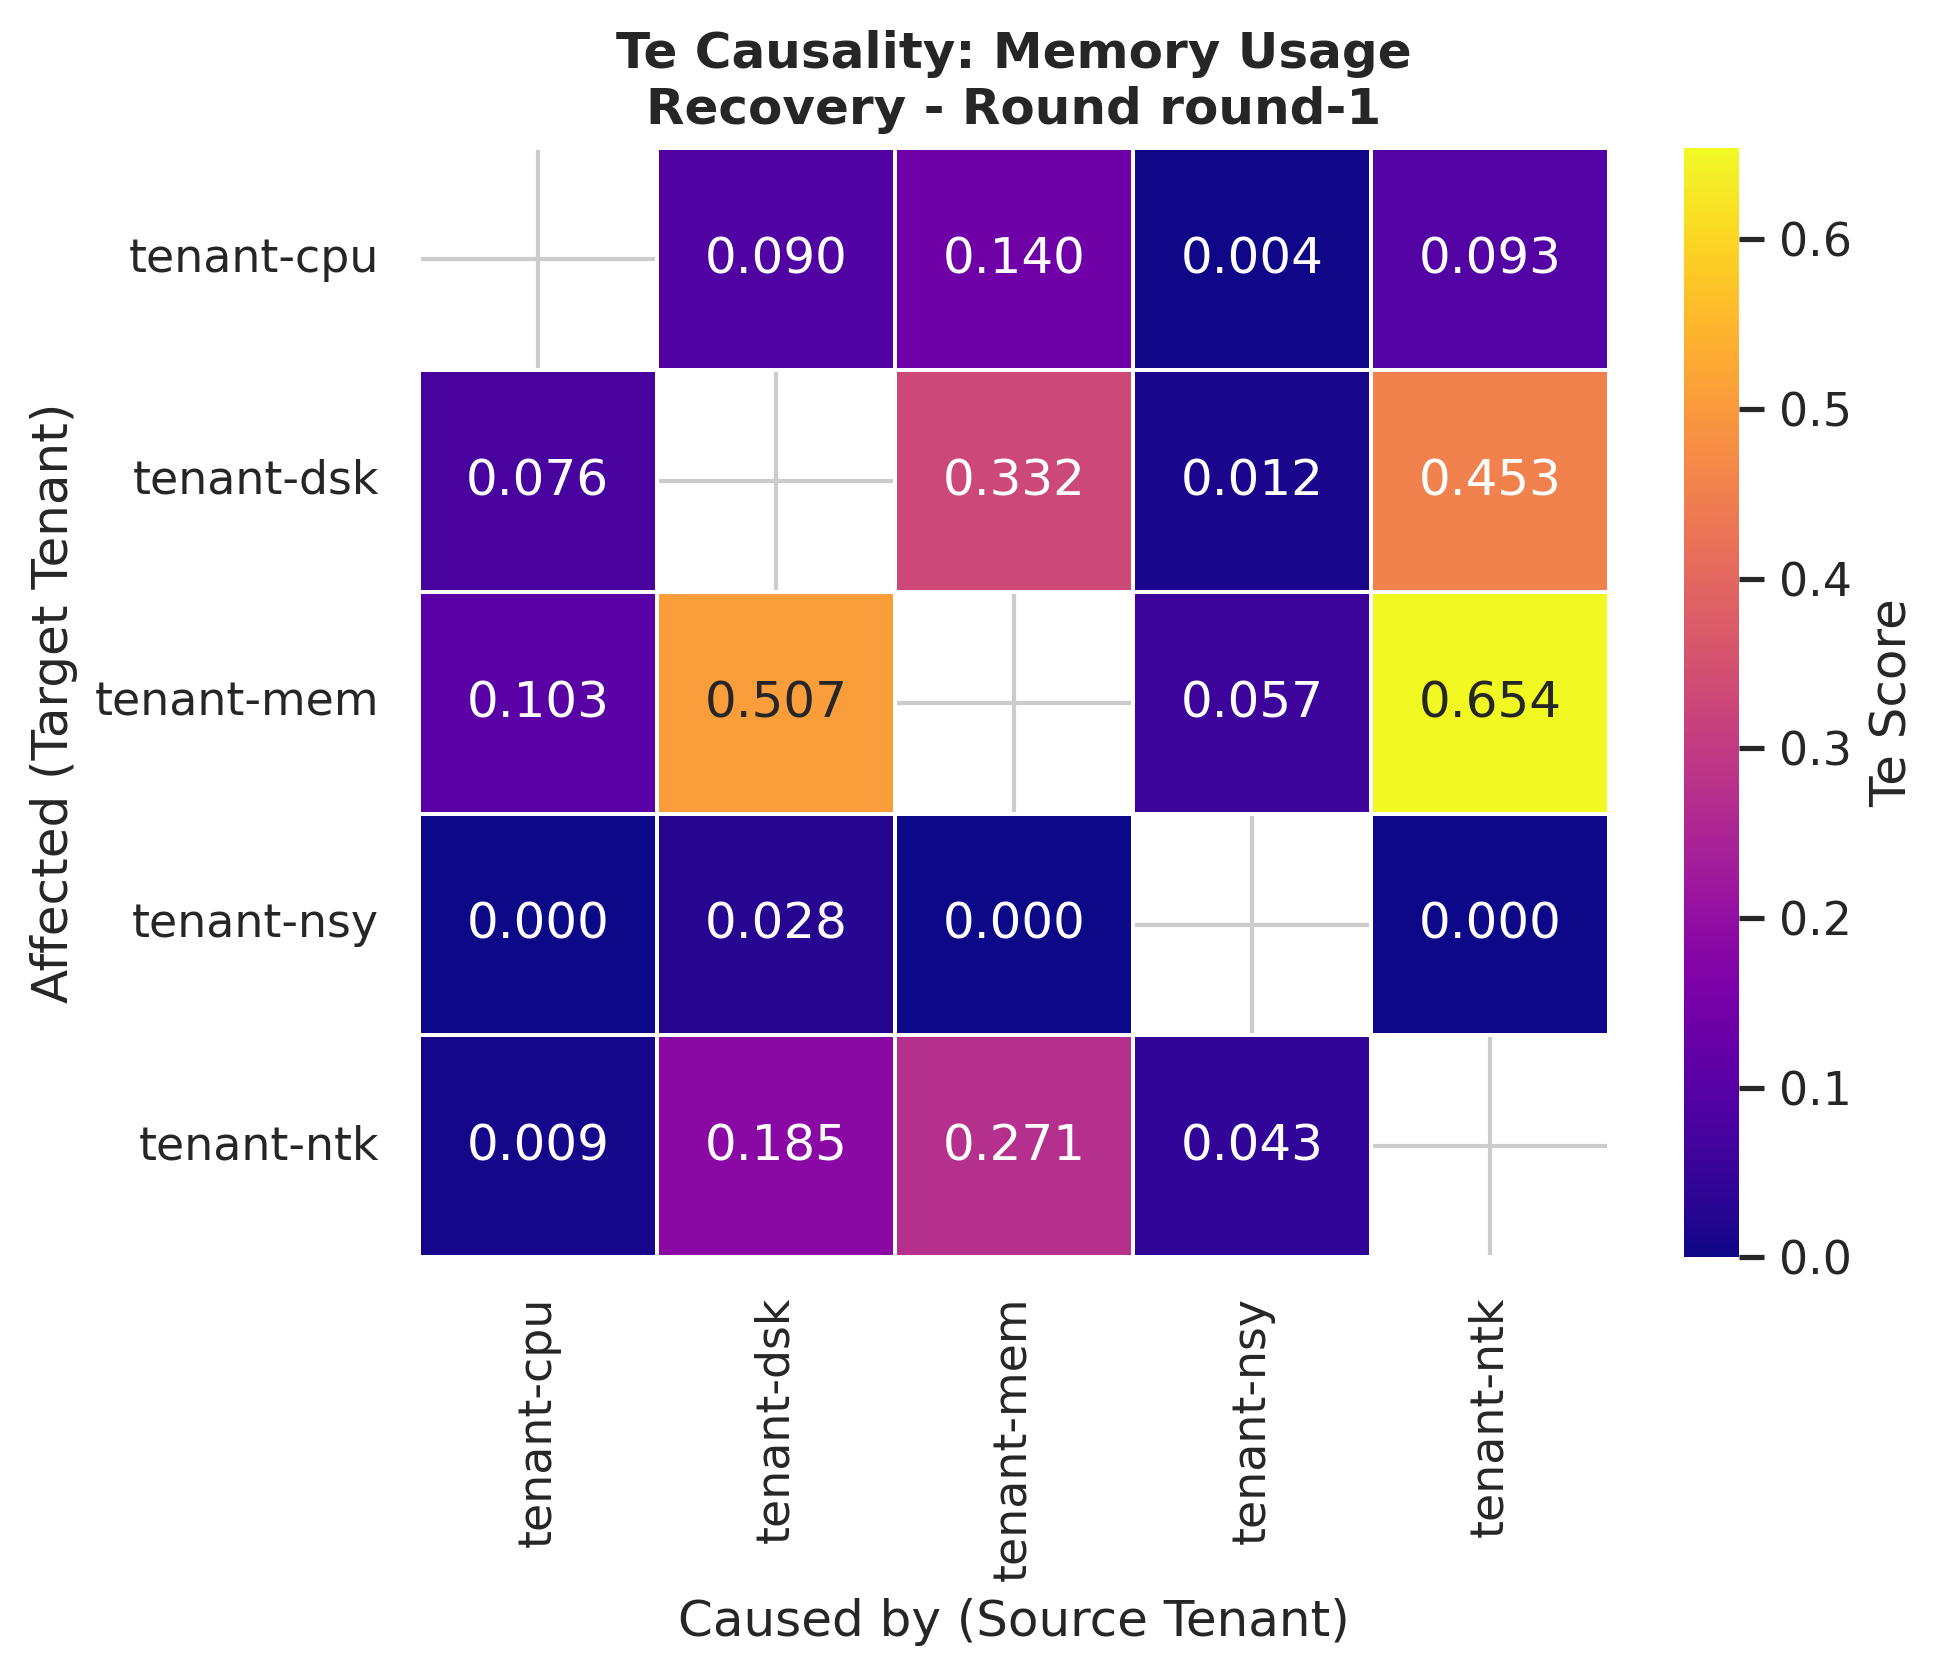 Te Causality: Memory Usage
Recovery - Round round-1
tenant-cpu 0.090 0.140 0.004 0.093
tenant-dsk 0.076 0.332 0.012 0.453
tenant-mem 0.103 0.507 0.057 0.654
tenant-nsy 0.000 0.028 0.000 0.000
tenant-ntk 0.009 0.185 0.271 0.043
Affected (Target Tenant)
tenant-cpu
tenant-dsk
tenant-mem
tenant-nsy
tenant-ntk
Caused by (Source Tenant)
0.6
0.5
0.4
0.3
0.2
0.1
0.0
Te Score